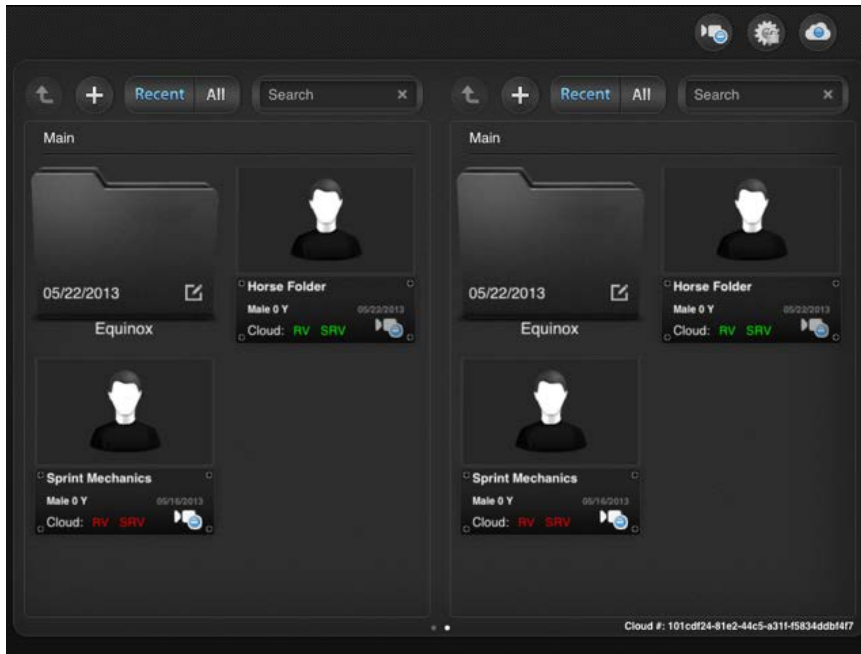 Recent All Search
Main
05/22/2013
Equinox
Horse Folder
Male 0 Y 05/22/2013
Cloud: RV SRV
Sprint Mechanics
Male 0 Y 05/16/2013
Cloud: RV SRV
Recent All Search
Main
05/22/2013
Equinox
Horse Folder
Male 0 Y 05/22/2013
Cloud: RV SRV
Sprint Mechanics
Male 0 Y 05/16/2013
Cloud: RV SRV
Cloud #: 101cdf24-81e2-44c5-a31f-f5834ddbf4f7